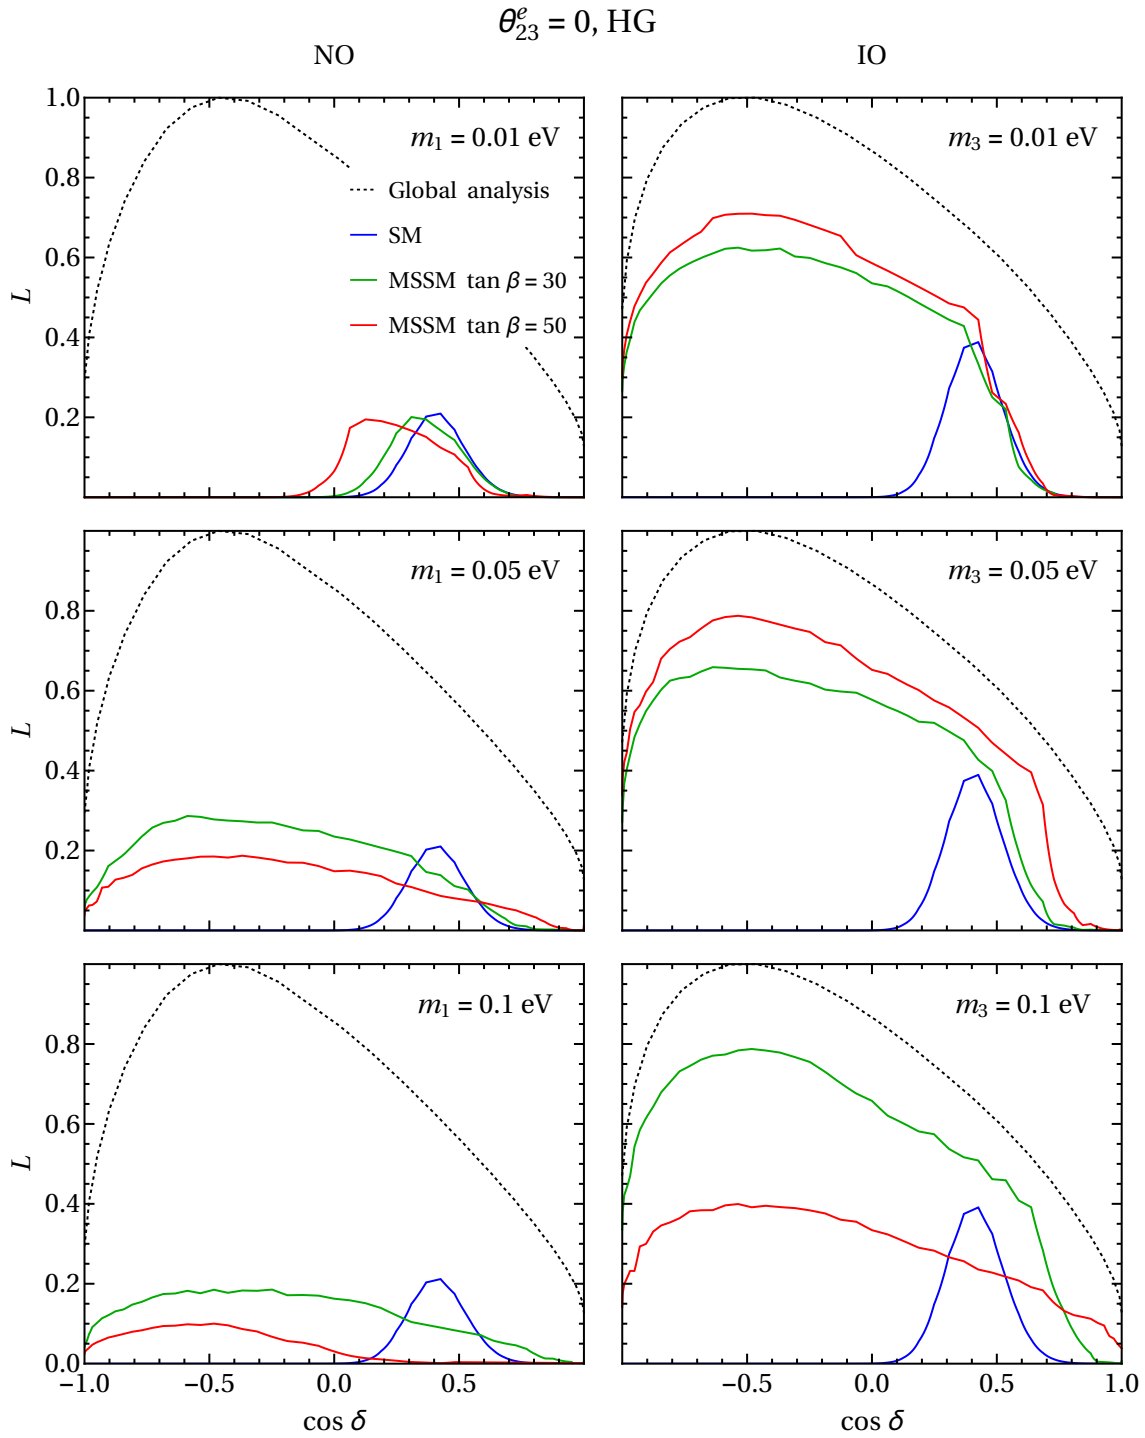 θ₂₃ᵉ = 0, HG
NO IO
1.0
0.8
0.6
0.4
0.2
L
m₁ = 0.01 eV
Global analysis
SM
MSSM tan β = 30
MSSM tan β = 50
m₃ = 0.01 eV
0.8
0.6
0.4
0.2
L
m₁ = 0.05 eV
m₃ = 0.05 eV
0.8
0.6
0.4
0.2
0.0
L
m₁ = 0.1 eV
m₃ = 0.1 eV
−1.0 −0.5 0.0 0.5
−0.5 0.0 0.5 1.0
cos δ cos δ